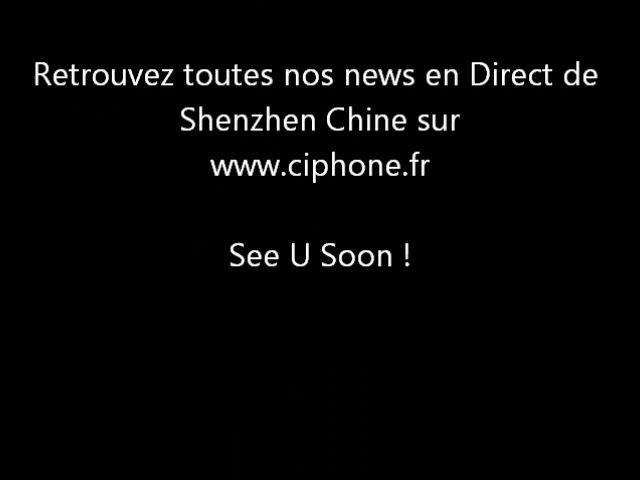 Retrouvez toutes nos news en Direct de
Shenzhen Chine sur
www.ciphone.fr
See U Soon !